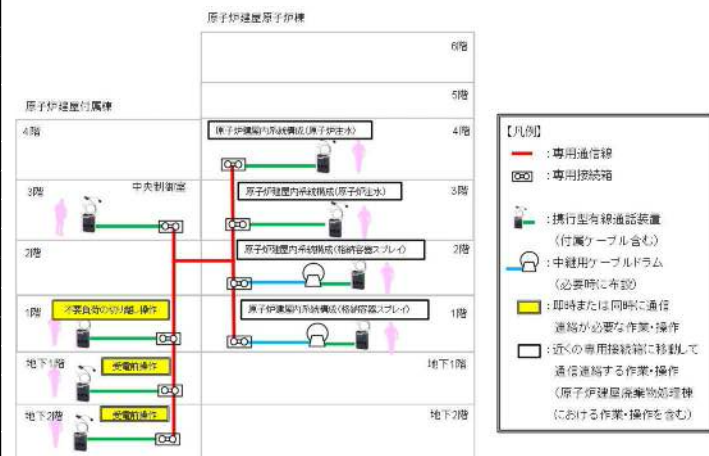 原子炉建屋原子炉棟
6階
5階
原子炉建屋付属棟
4階
原子炉建屋内系統構成(原子炉注水)
4階
3階
中央制御室
原子炉建屋内系統構成(原子炉注水)
3階
2階
原子炉建屋内系統構成(格納容器スプレイ)
2階
1階
不要負荷の切り離し操作
原子炉建屋内系統構成(格納容器スプレイ)
1階
地下1階
受電前操作
地下1階
地下2階
受電前操作
地下2階
【凡例】
:専用通信線
:専用接続箱
:携行型有線通話装置
(付属ケーブル含む)
:中継用ケーブルドラム
(必要時に布設)
:即時または同時に通信
連絡が必要な作業・操作
:近くの専用接続箱に移動して
通信連絡する作業・操作
(原子炉建屋廃棄物処理棟
における作業・操作を含む)